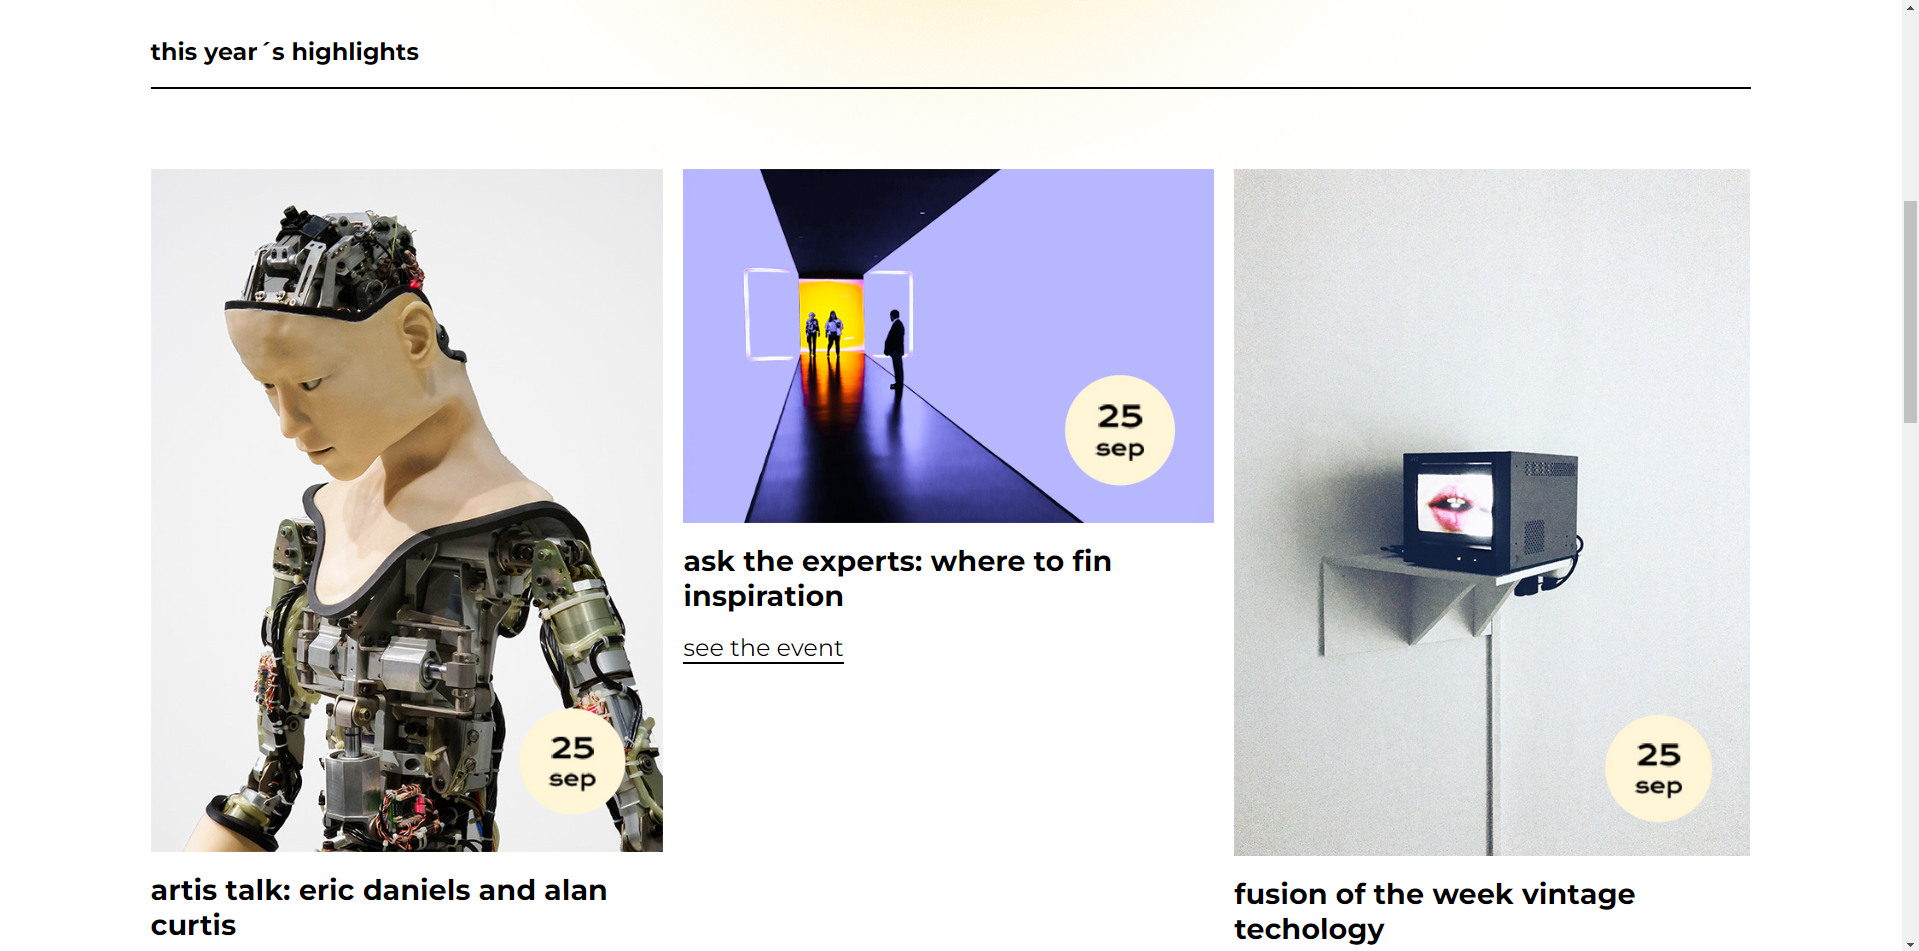 this year´s highlights
25
sep
artis talk: eric daniels and alan
curtis
25
sep
ask the experts: where to fin
inspiration
see the event
25
sep
fusion of the week vintage
techology